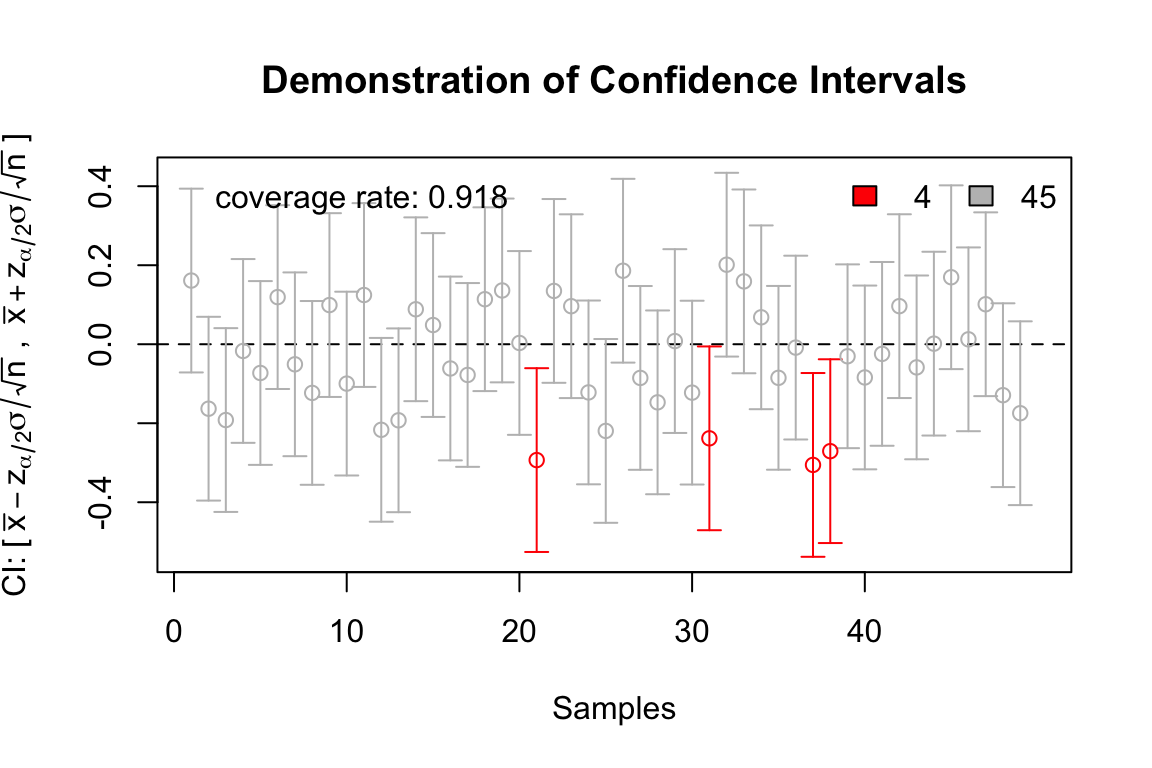 Demonstration of Confidence Intervals
CI: [ x̅ − zα/2σ/√n , x̅ + zα/2σ/√n ]
0.4
0.2
0.0
-0.4
coverage rate: 0.918
4 45
0 10 20 30 40
Samples